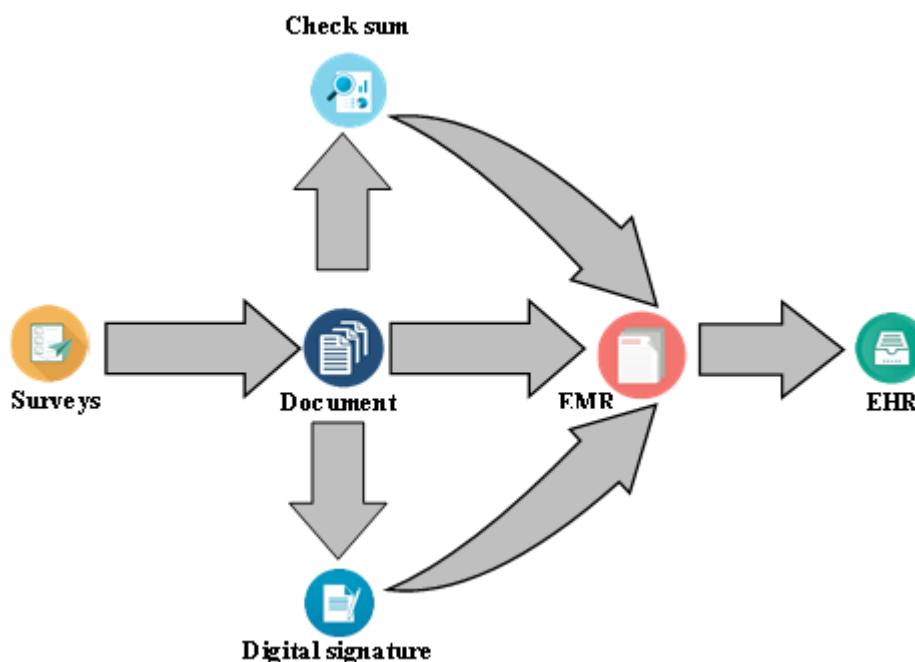 Check sum
Surveys
Document
EMR
EHR
Digital signature